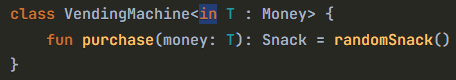 class VendingMachine<in T : Money> {
    fun purchase(money: T): Snack = randomSnack()
}